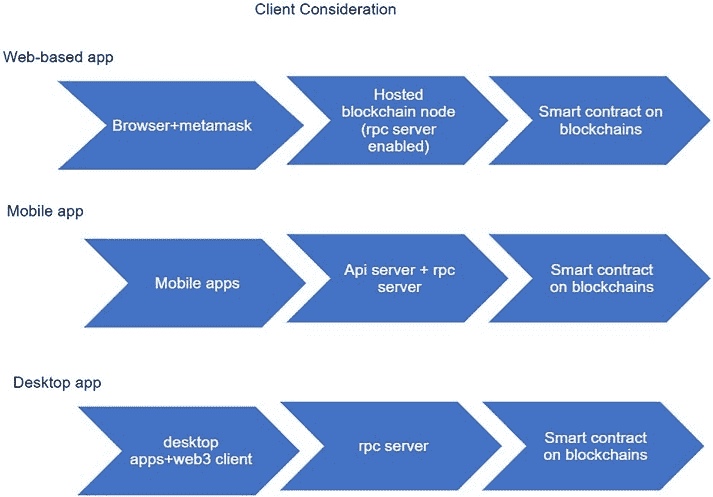 Client Consideration
Web-based app
Browser+metamask
Hosted
blockchain node
(rpc server
enabled)
Smart contract on
blockchains
Mobile app
Mobile apps
Api server + rpc
server
Smart contract
on blockchains
Desktop app
desktop
apps+web3 client
rpc server
Smart contract
on blockchains